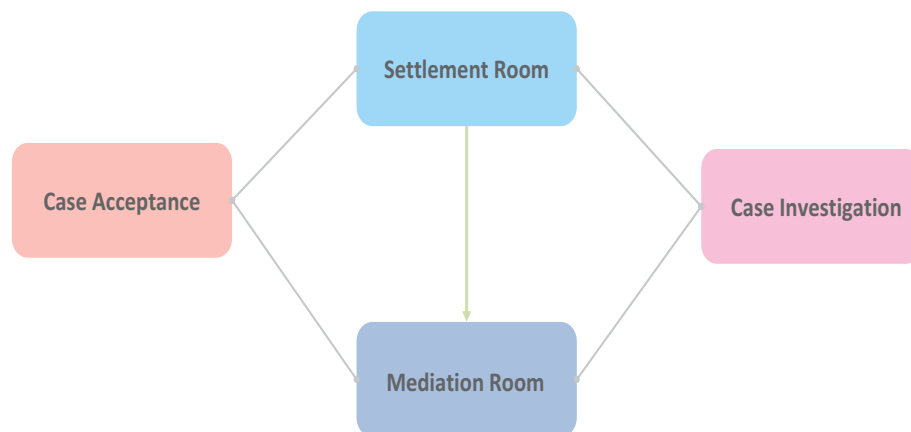 Settlement Room
Case Acceptance
Case Investigation
Mediation Room